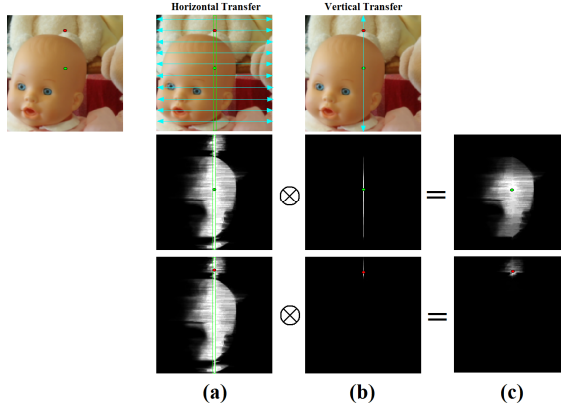 Horizontal Transfer Vertical Transfer
⊗ =
⊗ =
(a) (b) (c)